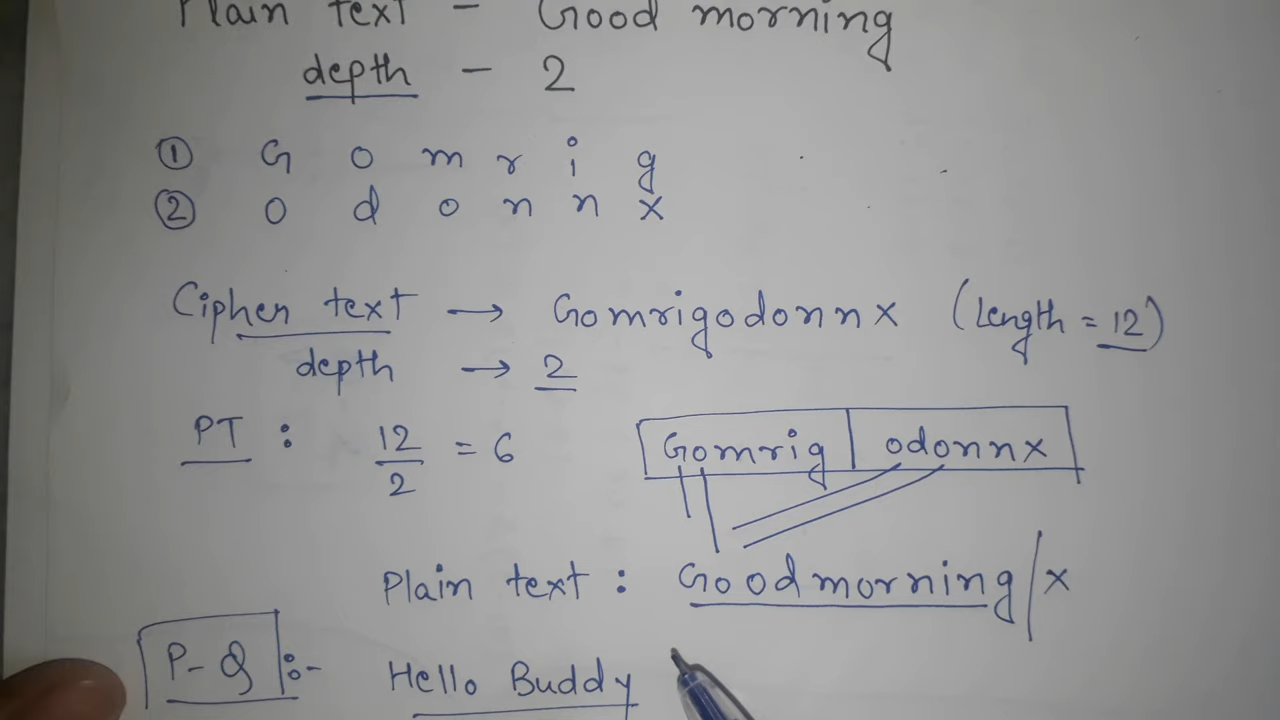 Plain text - Good morning
depth - 2
① G o m r i g
② o d o n n x
Cipher text → Gomrigodonnx (length = 12)
depth → 2
PT : 12/2 = 6 Gomrig | odonnx
Plain text : Goodmorning/x
P-Q :- Hello Buddy